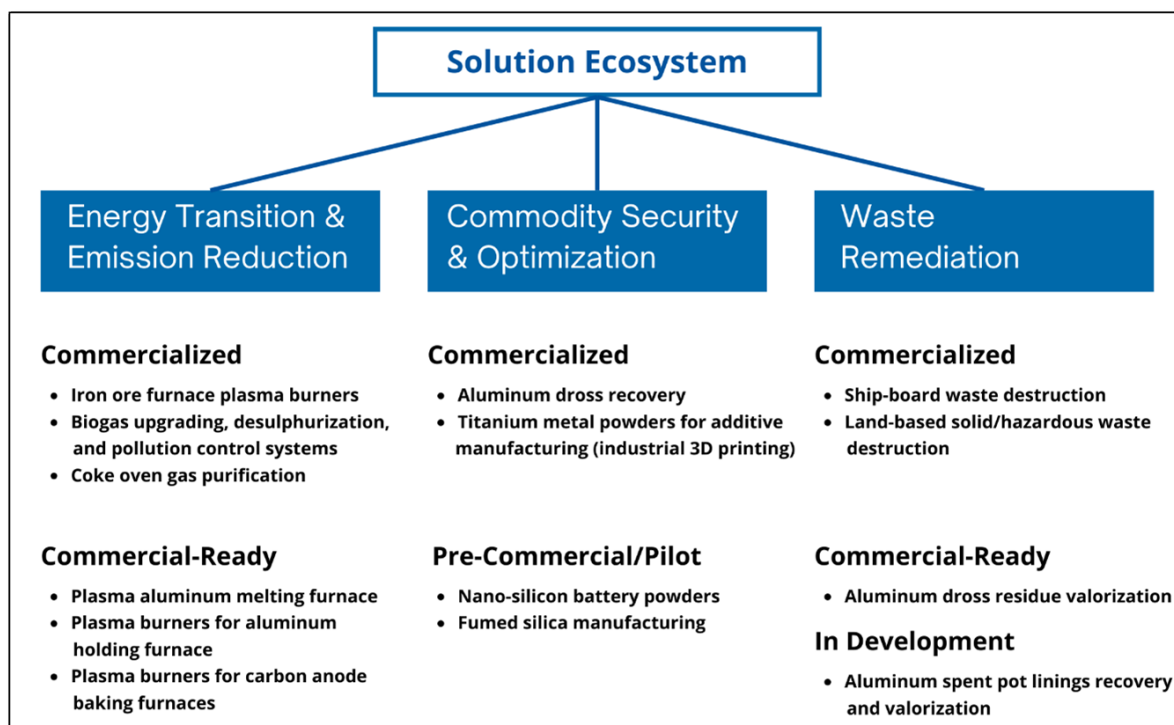 Solution Ecosystem
Energy Transition &
Emission Reduction
Commercialized
• Iron ore furnace plasma burners
• Biogas upgrading, desulphurization,
and pollution control systems
• Coke oven gas purification
Commercial-Ready
• Plasma aluminum melting furnace
• Plasma burners for aluminum
holding furnace
• Plasma burners for carbon anode
baking furnaces
Commodity Security
& Optimization
Commercialized
• Aluminum dross recovery
• Titanium metal powders for additive
manufacturing (industrial 3D printing)
Pre-Commercial/Pilot
• Nano-silicon battery powders
• Fumed silica manufacturing
Waste
Remediation
Commercialized
• Ship-board waste destruction
• Land-based solid/hazardous waste
destruction
Commercial-Ready
• Aluminum dross residue valorization
In Development
• Aluminum spent pot linings recovery
and valorization